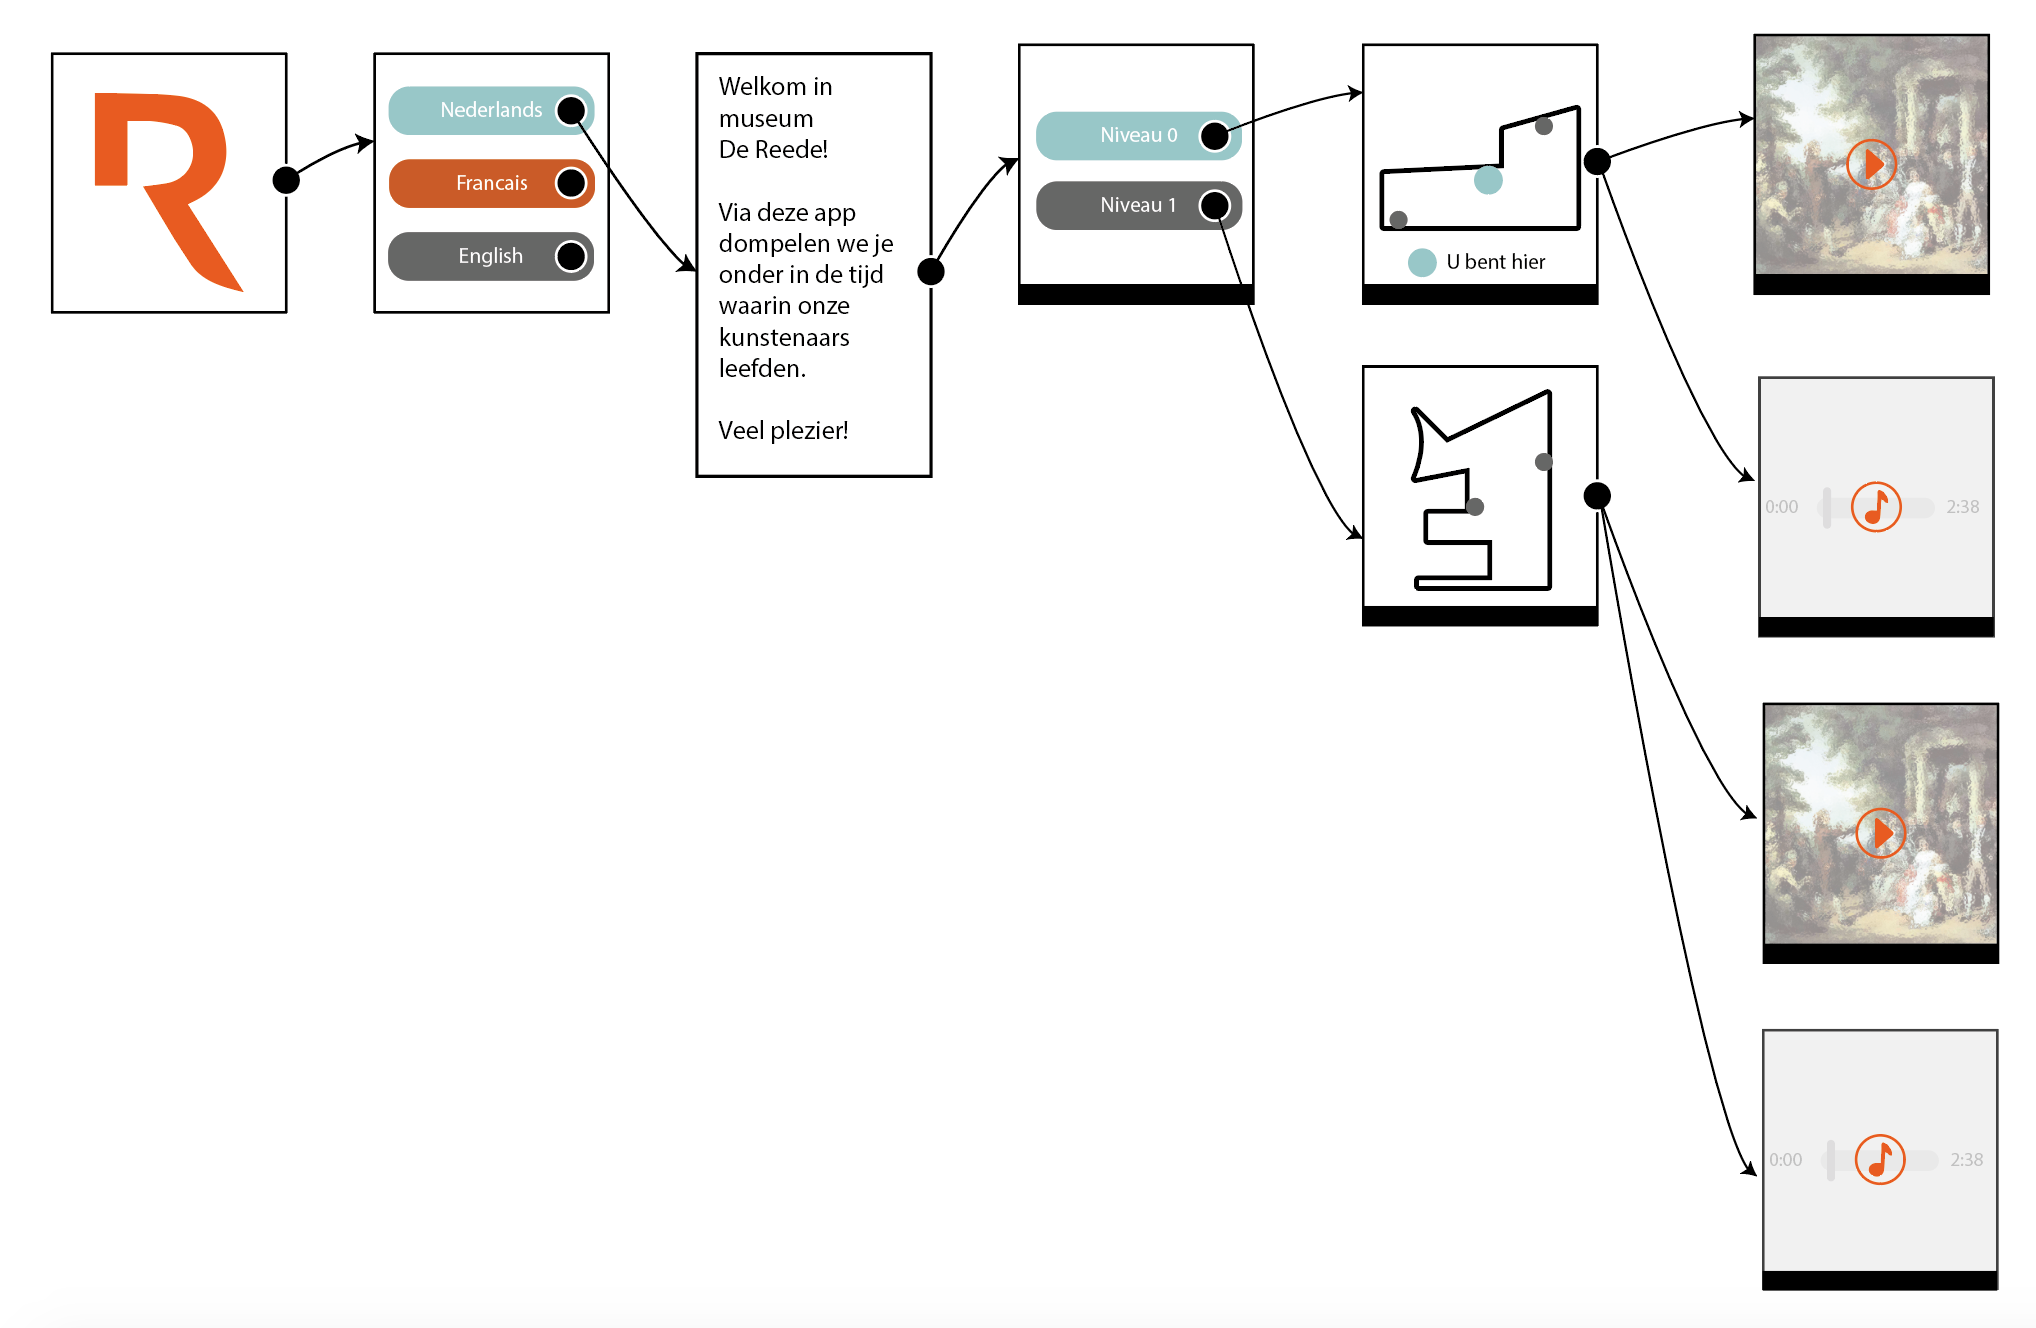 R
Nederlands
Francais
English
Welkom in
museum
De Reede!
Via deze app
dompelen we je
onder in de tijd
waarin onze
kunstenaars
leefden.
Veel plezier!
Niveau 0
Niveau 1
U bent hier
0:00 2:38
0:00 2:38